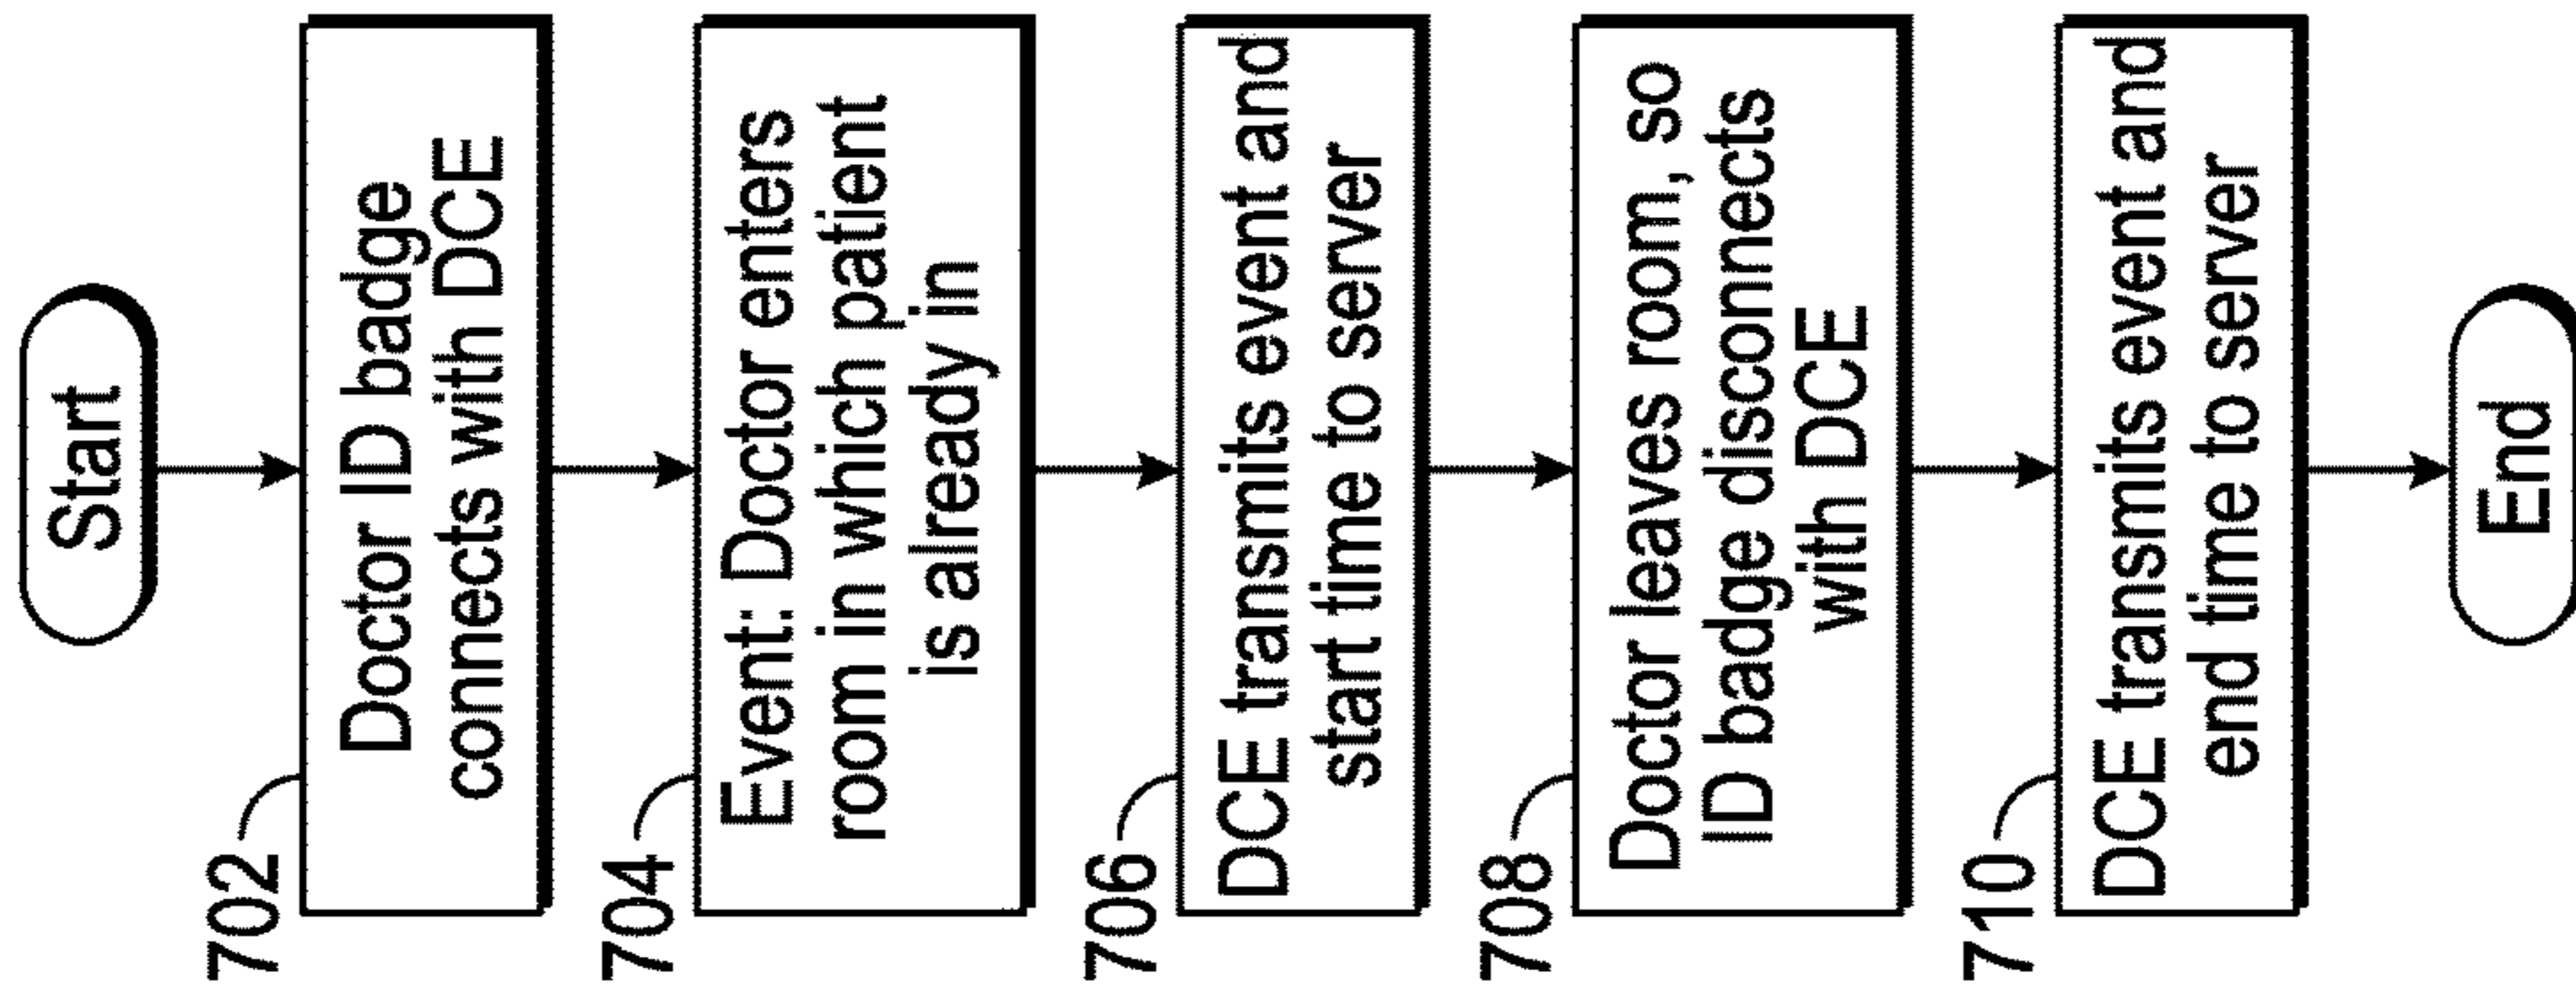 Start
702
Doctor ID badge
connects with DCE
704
Event: Doctor enters
room in which patient
is already in
706
DCE transmits event and
start time to server
708
Doctor leaves room, so
ID badge disconnects
with DCE
710
DCE transmits event and
end time to server
End